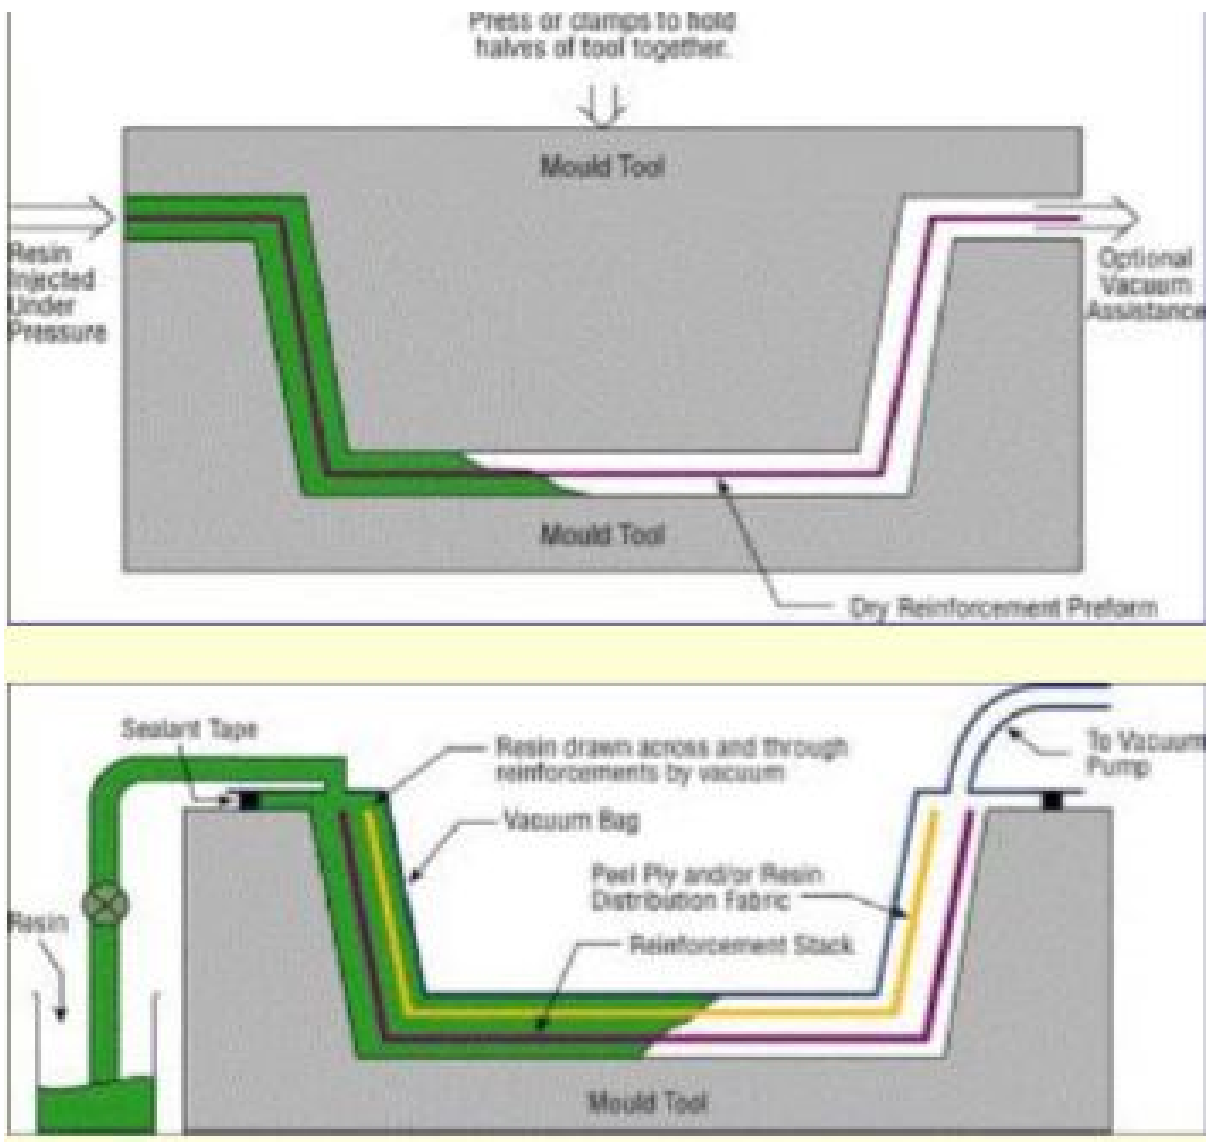 Press or clamps to hold
halves of tool together.
Mould Tool
Resin
Injected
Under
Pressure
Optional
Vacuum
Assistance
Mould Tool
Dry Reinforcement Preform
Sealant Tape
Resin drawn across and through
reinforcements by vacuum
To Vacuum
Pump
Vacuum Bag
Peel Ply and/or Resin
Distribution Fabric
Resin
Reinforcement Stack
Mould Tool